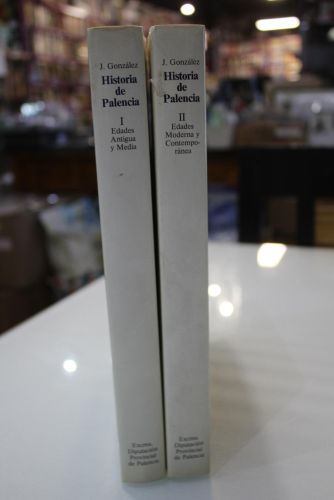 J. González
Historia
de
Palencia
I
Edades
Antigua
y Media
Excma.
Diputación
Provincial
de Palencia
J. González
Historia
de
Palencia
II
Edades
Moderna y
Contempo-
ránea
Excma.
Diputación
Provincial
de Palencia